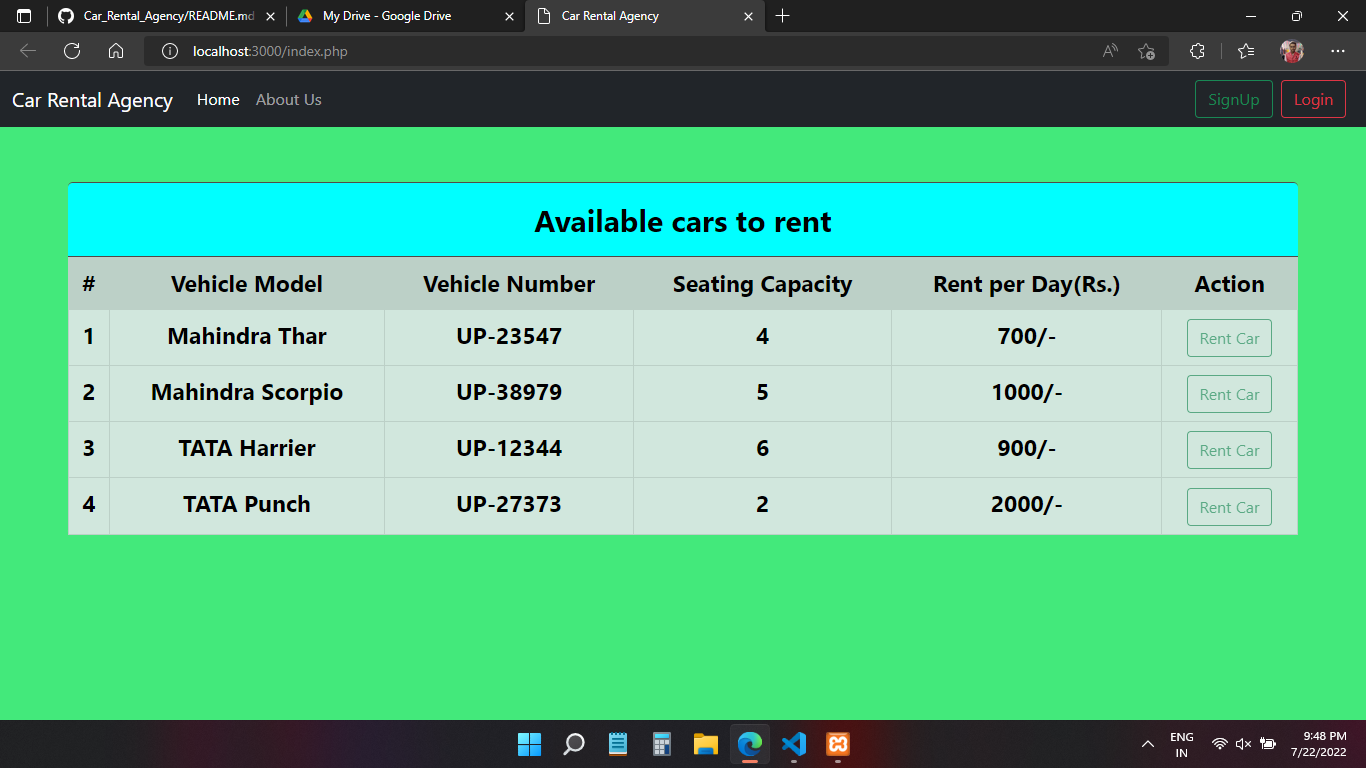 Car_Rental_Agency/README.md
My Drive - Google Drive
Car Rental Agency
localhost:3000/index.php
Car Rental Agency Home About Us SignUp Login
Available cars to rent
# Vehicle Model Vehicle Number Seating Capacity Rent per Day(Rs.) Action
1 Mahindra Thar UP-23547 4 700/- Rent Car
2 Mahindra Scorpio UP-38979 5 1000/- Rent Car
3 TATA Harrier UP-12344 6 900/- Rent Car
4 TATA Punch UP-27373 2 2000/- Rent Car
ENG
IN
9:48 PM
7/22/2022